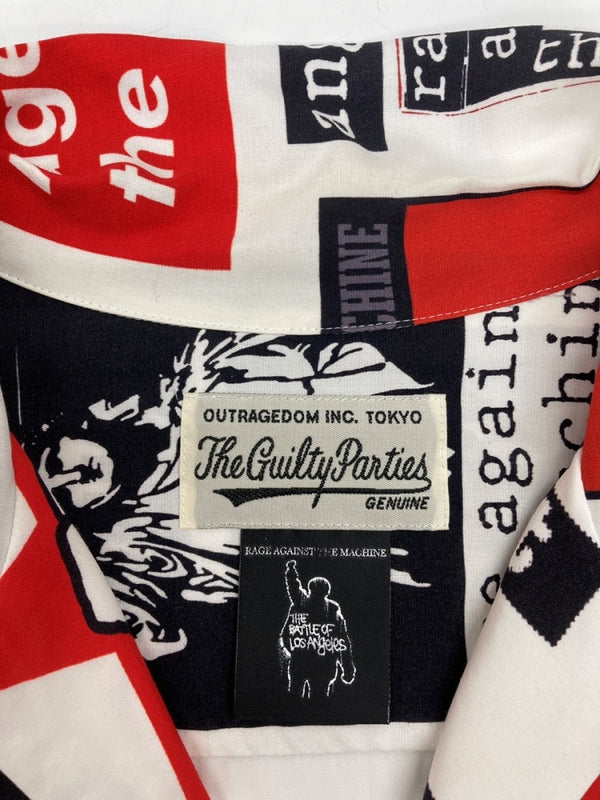 age
the
ing
ra
a
th
CHINE
again
chin
OUTRAGEDOM INC. TOKYO
The Guilty Parties
GENUINE
RAGE AGAINST THE MACHINE
THE
BATTLE OF
LOS ANGELES